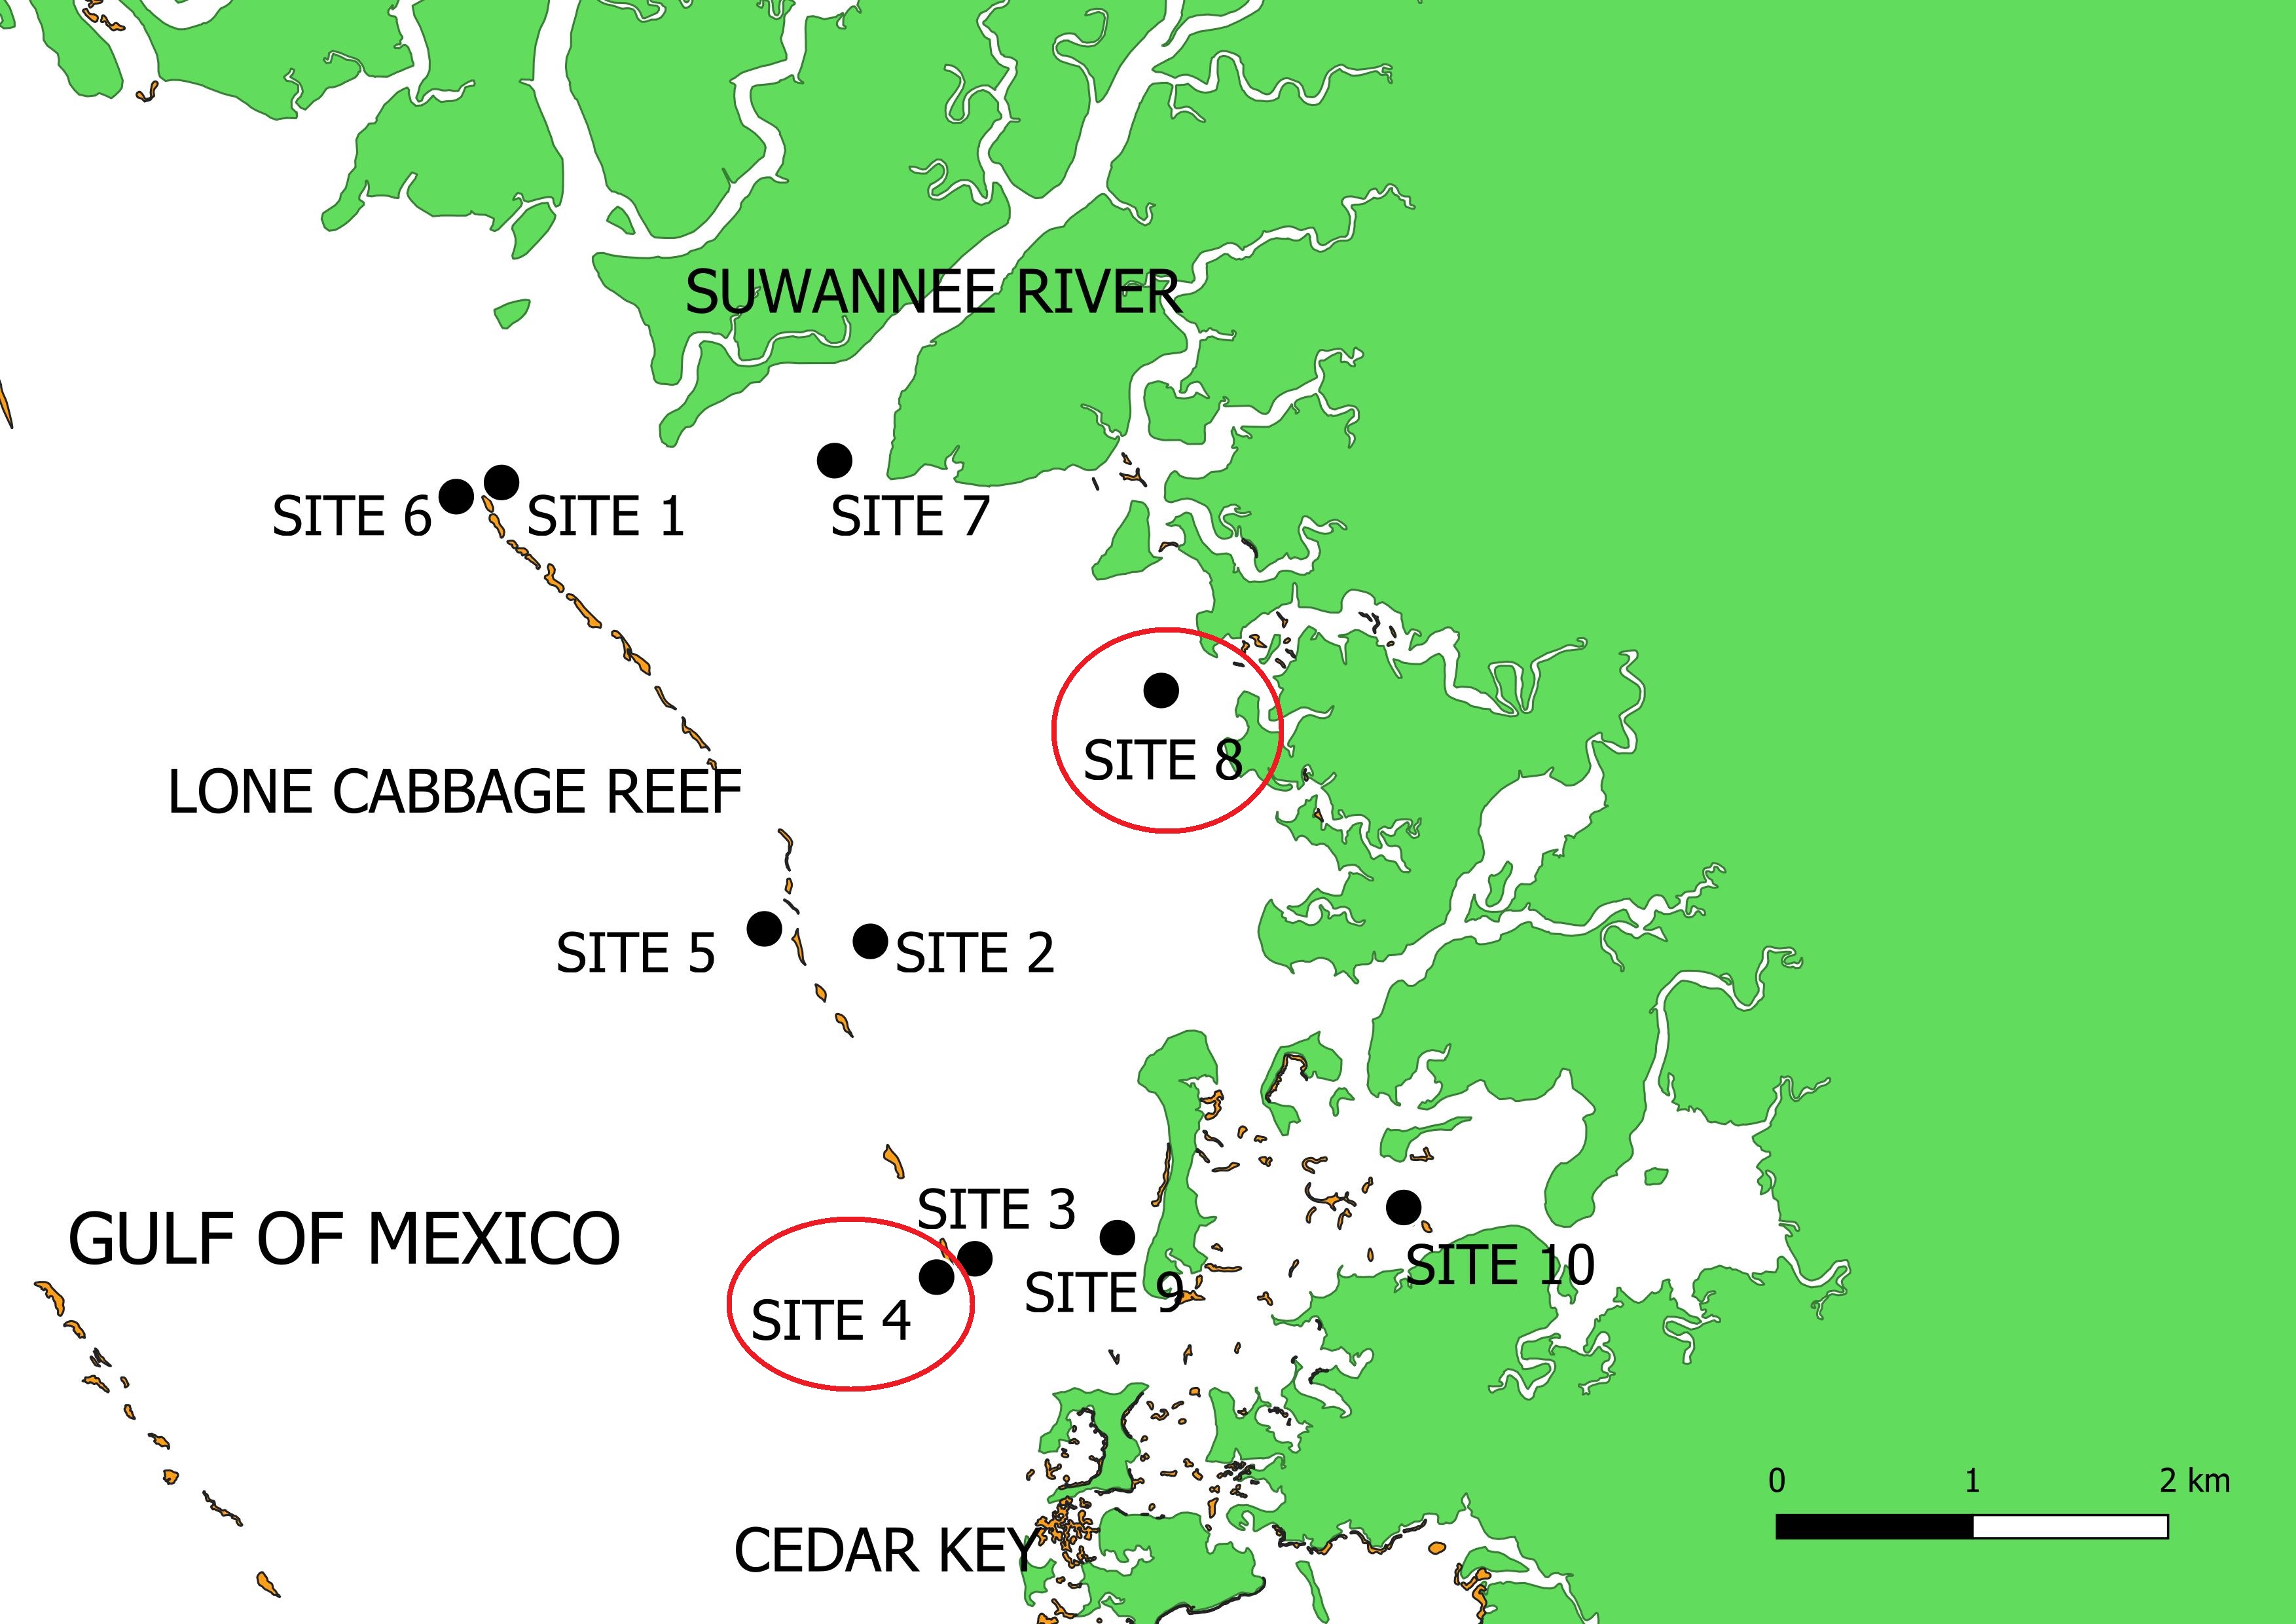 SUWANNEE RIVER
SITE 6
SITE 1
SITE 7
SITE 8
LONE CABBAGE REEF
SITE 5
SITE 2
SITE 3
GULF OF MEXICO
SITE 10
SITE 9
SITE 4
0 1 2 km
CEDAR KEY